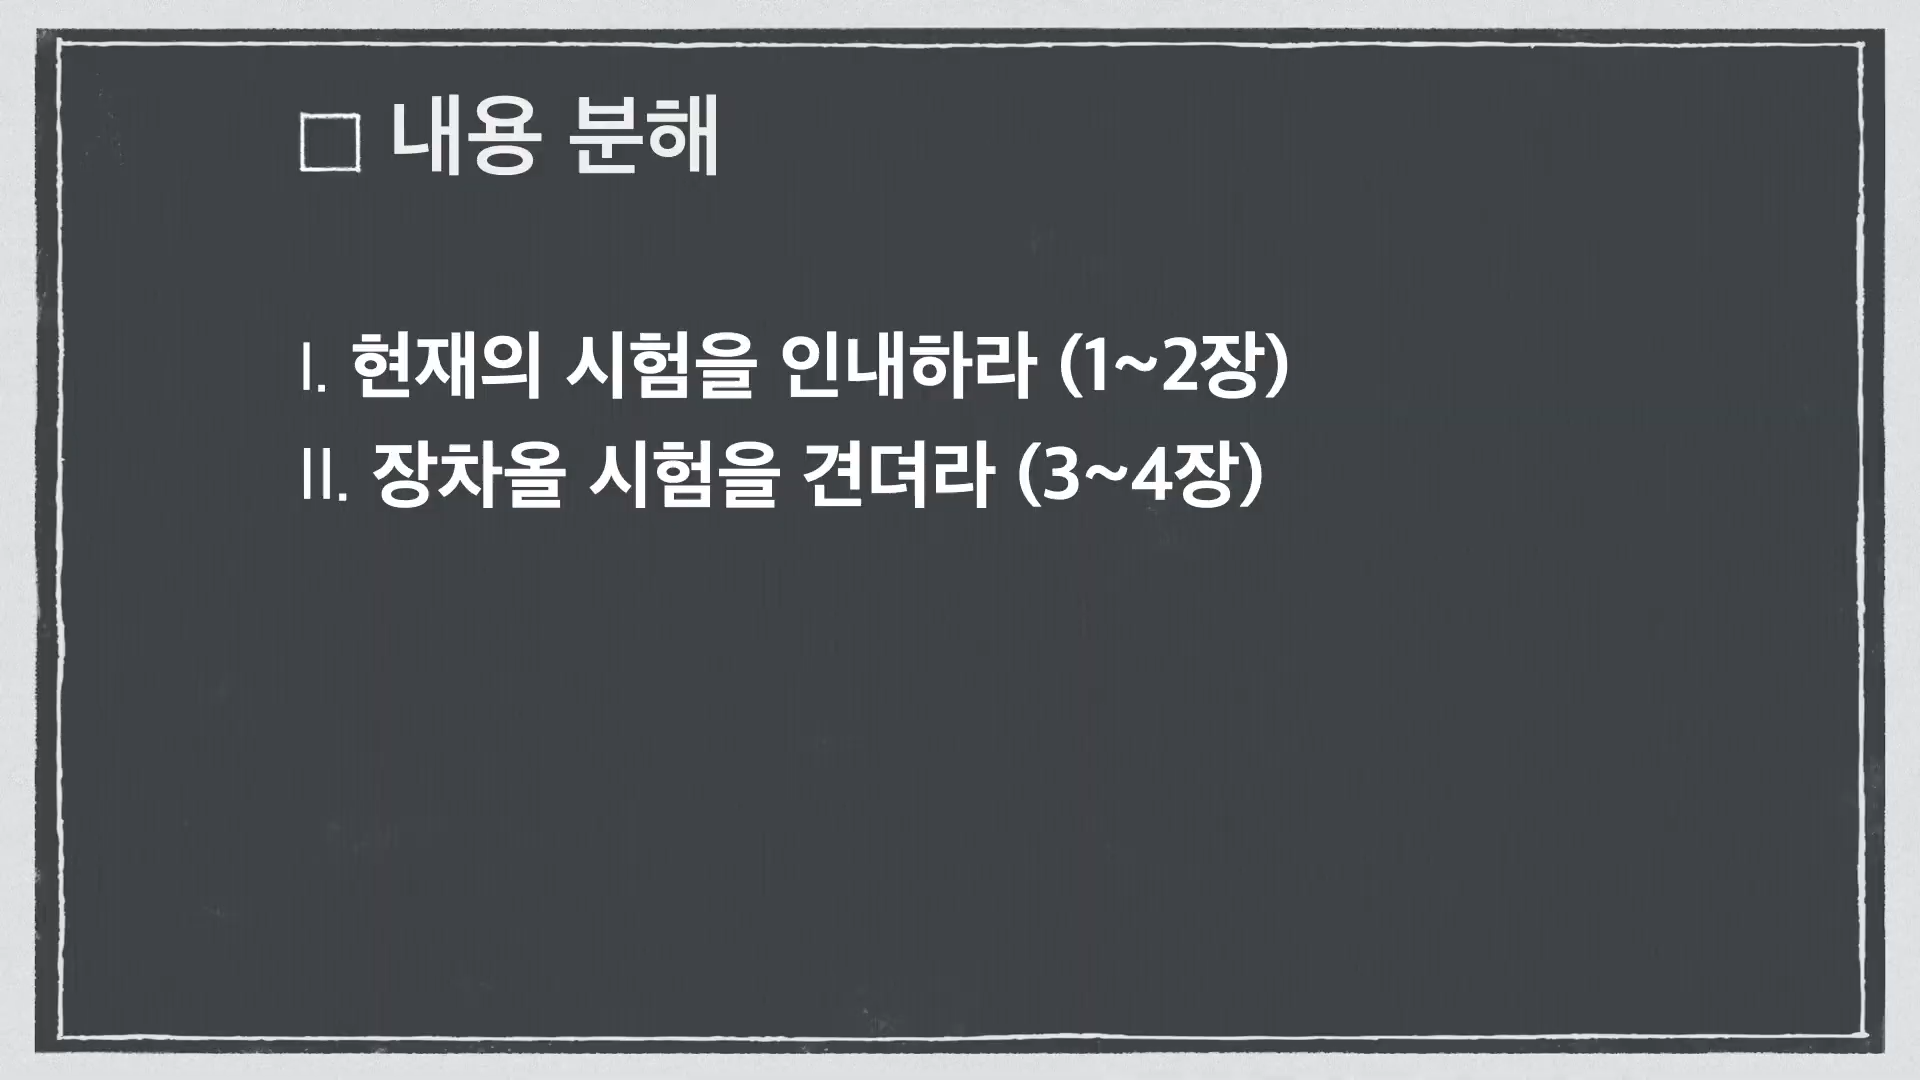 □ 내용 분해
I. 현재의 시험을 인내하라 (1~2장)
II. 장차올 시험을 견뎌라 (3~4장)